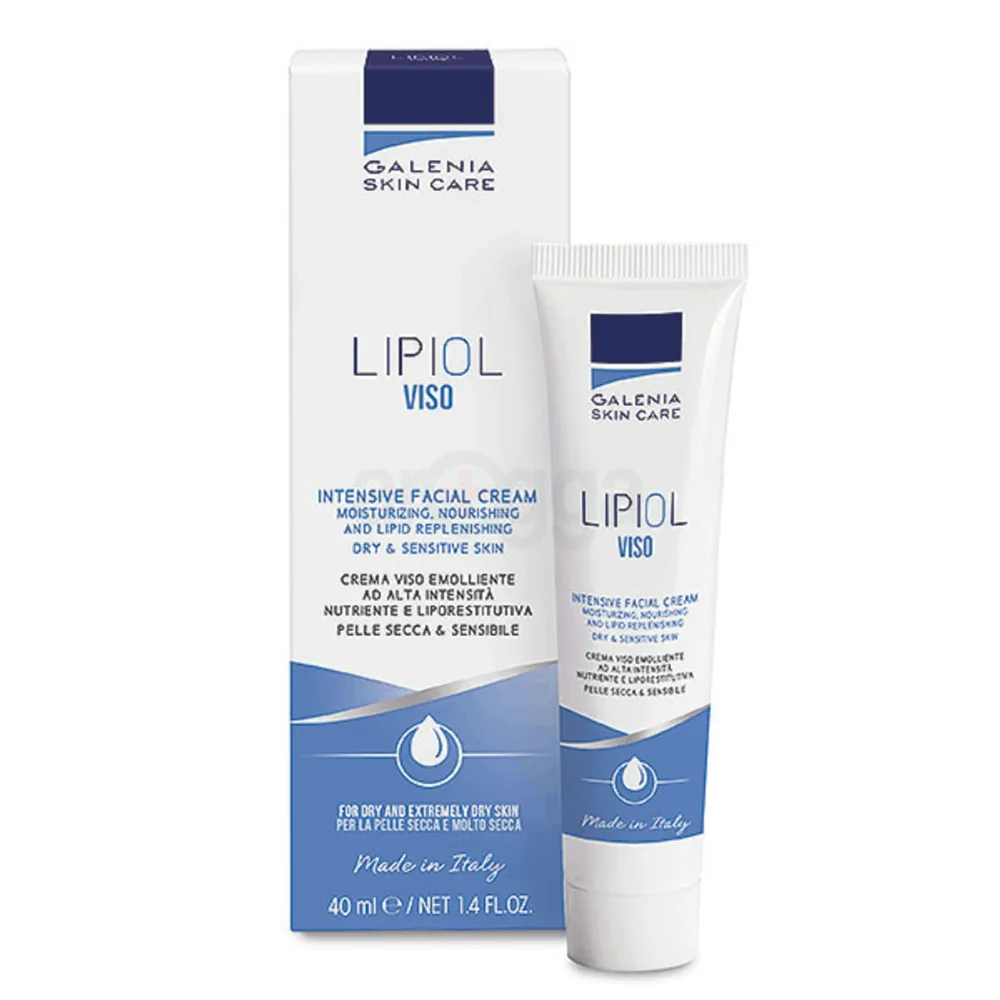 LIPIOL
GALENIA
SKIN CARE
LIPIOL
VISO
INTENSIVE FACIAL CREAM
MOISTURIZING, NOURISHING
AND LIPID REPLENISHING
DRY & SENSITIVE SKIN
CREMA VISO EMOLLIENTE
AD ALTA INTENSITÀ
NUTRIENTE E LIPORESTITUTIVA
PELLE SECCA & SENSIBILE
FOR DRY AND EXTREMELY DRY SKIN
PER LA PELLE SECCA E MOLTO SECCA
Made in Italy
40 ml e / NET 1.4 FL.OZ.
GALENIA
SKIN CARE
LIPIOL
VISO
INTENSIVE FACIAL CREAM
MOISTURIZING, NOURISHING
AND LIPID REPLENISHING
DRY & SENSITIVE SKIN
CREMA VISO EMOLLIENTE
AD ALTA INTENSITÀ
NUTRIENTE E LIPORESTITUTIVA
PELLE SECCA & SENSIBILE
Made in Italy